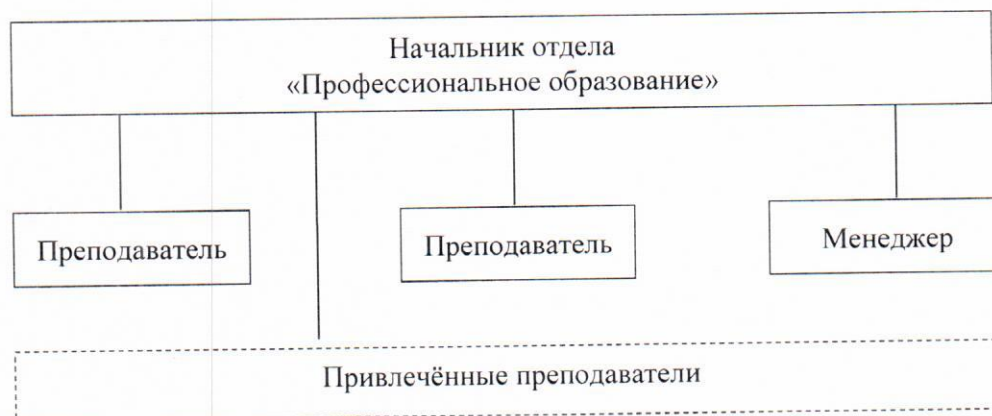 Начальник отдела
«Профессиональное образование»
Преподаватель
Преподаватель
Менеджер
Привлечённые преподаватели